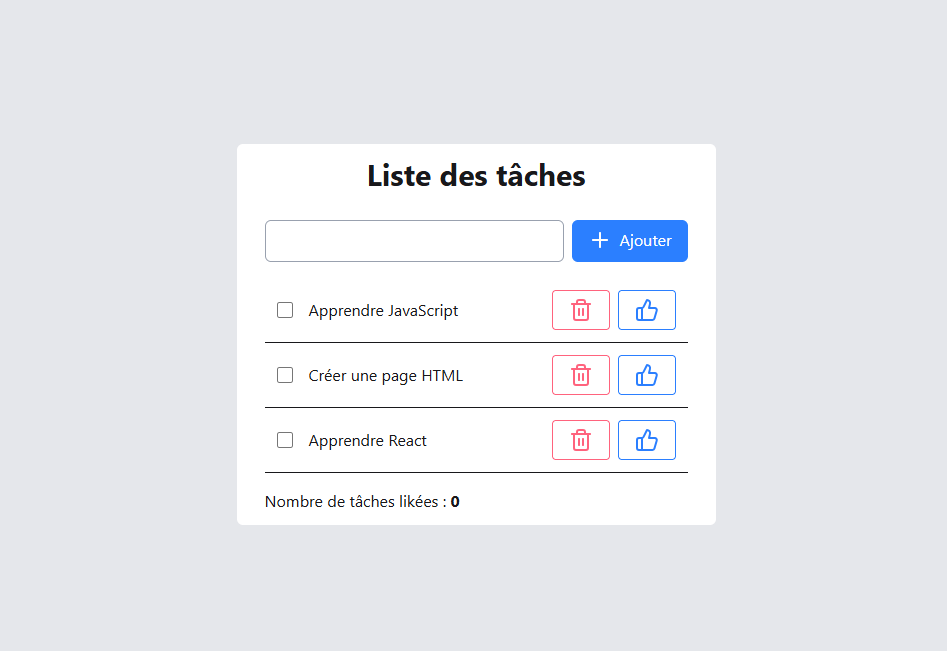 Liste des tâches
Ajouter
Apprendre JavaScript
Créer une page HTML
Apprendre React
Nombre de tâches likées : 0